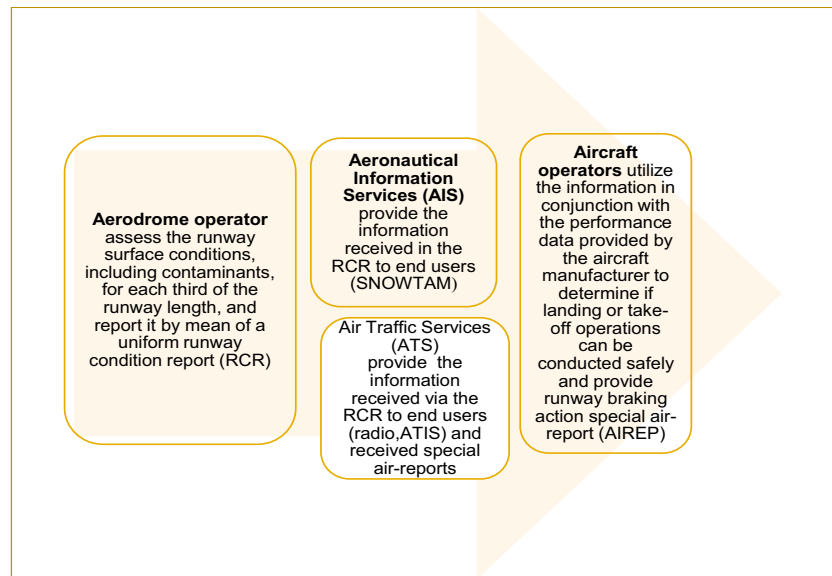 Aerodrome operator
assess the runway
surface conditions,
including contaminants,
for each third of the
runway length, and
report it by mean of a
uniform runway
condition report (RCR)
Aeronautical
Information
Services (AIS)
provide the
information
received in the
RCR to end users
(SNOWTAM)
Air Traffic Services
(ATS)
provide the
information
received via the
RCR to end users
(radio,ATIS) and
received special
air-reports
Aircraft
operators utilize
the information in
conjunction with
the performance
data provided by
the aircraft
manufacturer to
determine if
landing or take-
off operations
can be
conducted safely
and provide
runway braking
action special air-
report (AIREP)